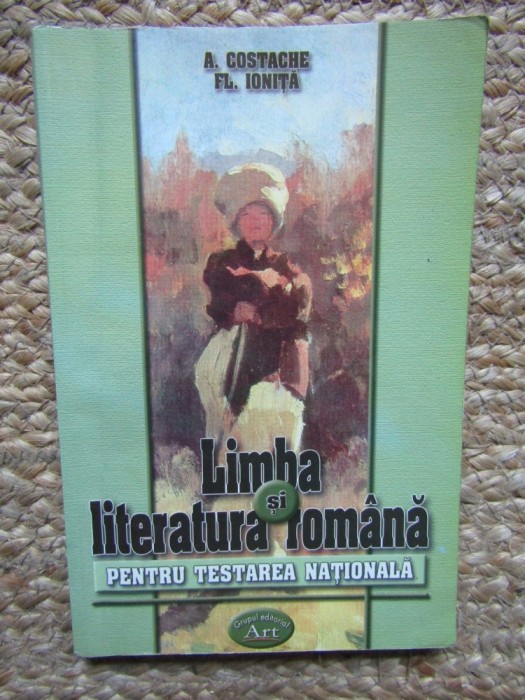 A. COSTACHE
FL. IONIȚĂ
Limba
și
literatura română
PENTRU TESTAREA NAȚIONALĂ
Grupul editorial
Art